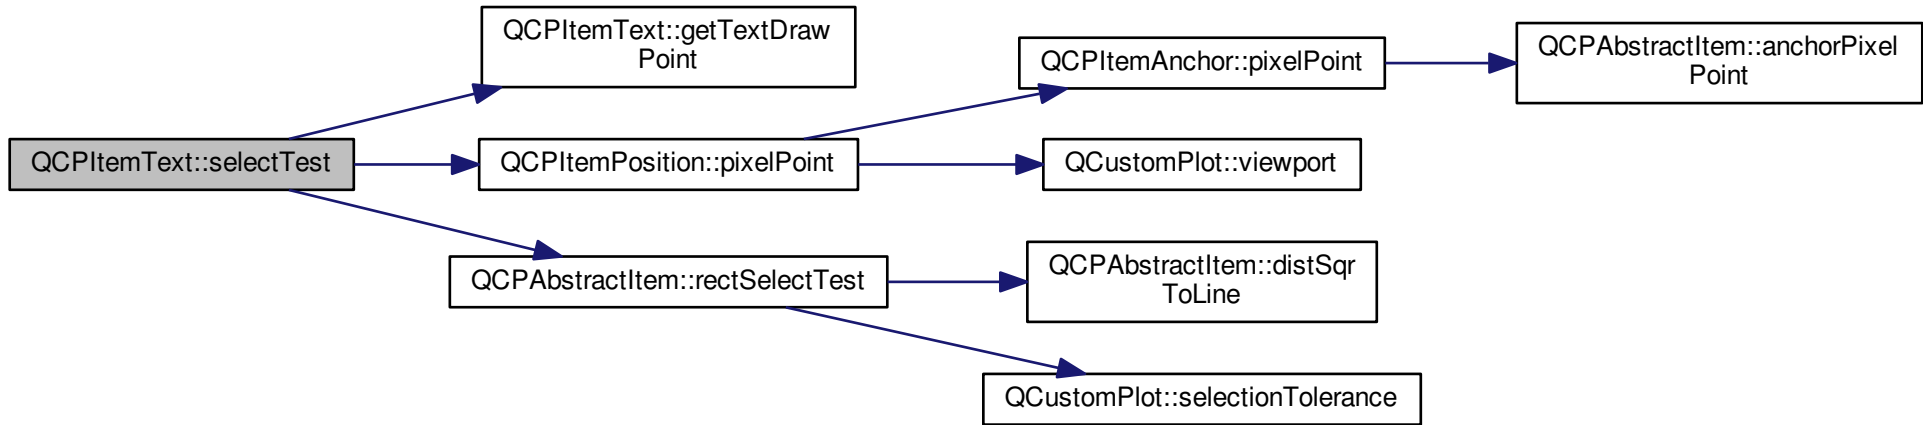 QCPItemText::selectTest
QCPItemText::getTextDraw
Point
QCPItemPosition::pixelPoint
QCPAbstractItem::rectSelectTest
QCPItemAnchor::pixelPoint
QCustomPlot::viewport
QCPAbstractItem::distSqr
ToLine
QCustomPlot::selectionTolerance
QCPAbstractItem::anchorPixel
Point